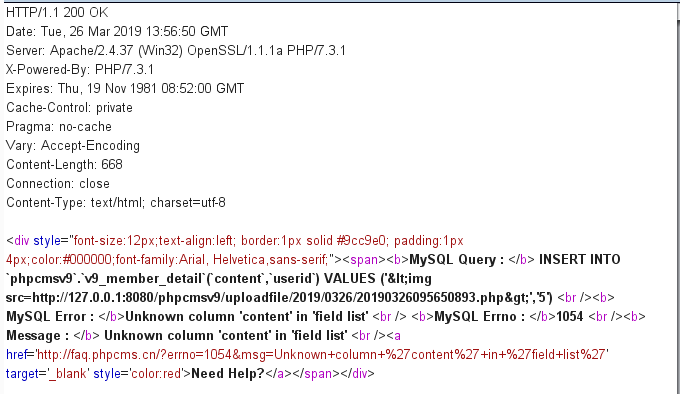 HTTP/1.1 200 OK
Date: Tue, 26 Mar 2019 13:56:50 GMT
Server: Apache/2.4.37 (Win32) OpenSSL/1.1.1a PHP/7.3.1
X-Powered-By: PHP/7.3.1
Expires: Thu, 19 Nov 1981 08:52:00 GMT
Cache-Control: private
Pragma: no-cache
Vary: Accept-Encoding
Content-Length: 668
Connection: close
Content-Type: text/html; charset=utf-8

<div style="font-size:12px;text-align:left; border:1px solid #9cc9e0; padding:1px
4px;color:#000000;font-family:Arial, Helvetica,sans-serif;"><span><b>MySQL Query : </b> INSERT INTO
`phpcmsv9`.`v9_member_detail`(`content`,`userid`) VALUES ('&lt;img
src=http://127.0.0.1:8080/phpcmsv9/uploadfile/2019/0326/20190326095650893.php&gt;','5') <br /><b>
MySQL Error : </b>Unknown column 'content' in 'field list' <br /> <b>MySQL Errno : </b>1054 <br /><b>
Message : </b> Unknown column 'content' in 'field list' <br /><a
href='http://faq.phpcms.cn/?errno=1054&msg=Unknown+column+%27content%27+in+%27field+list%27'
target='_blank' style='color:red'>Need Help?</a></span></div>